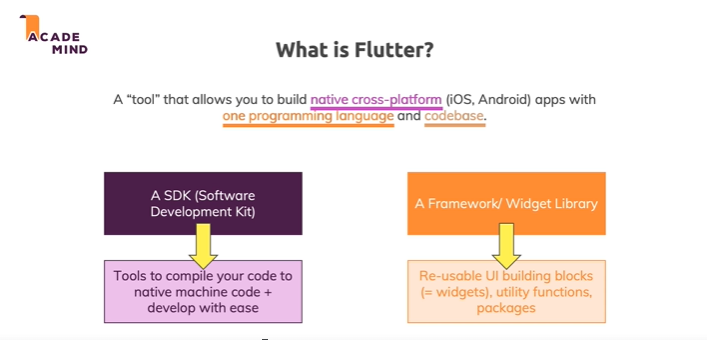 ACADE
MIND
What is Flutter?
A “tool” that allows you to build native cross-platform (iOS, Android) apps with
one programming language and codebase.
A SDK (Software
Development Kit)
A Framework/ Widget Library
Tools to compile your code to
native machine code +
develop with ease
Re-usable UI building blocks
(= widgets), utility functions,
packages